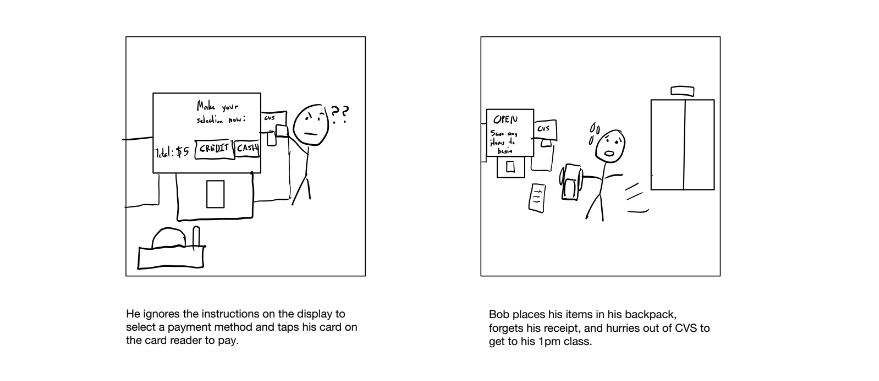 Make your
selection now:
CVS
??
Total: $5
CREDIT
CASH
He ignores the instructions on the display to
select a payment method and taps his card on
the card reader to pay.
OPEN
Scan any
items to
begin
CVS
Bob places his items in his backpack,
forgets his receipt, and hurries out of CVS to
get to his 1pm class.